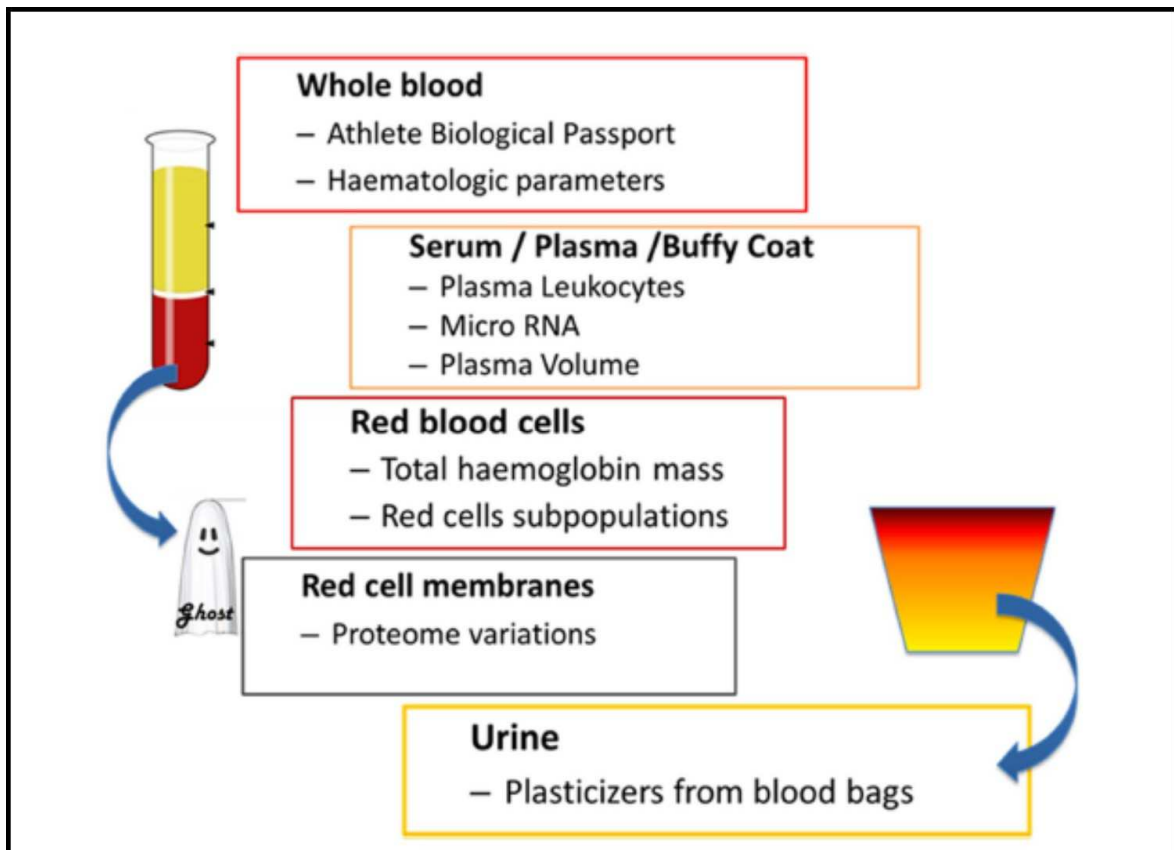 Whole blood
– Athlete Biological Passport
– Haematologic parameters
Serum / Plasma /Buffy Coat
– Plasma Leukocytes
– Micro RNA
– Plasma Volume
Red blood cells
– Total haemoglobin mass
– Red cells subpopulations
Ghost
Red cell membranes
– Proteome variations
Urine
– Plasticizers from blood bags